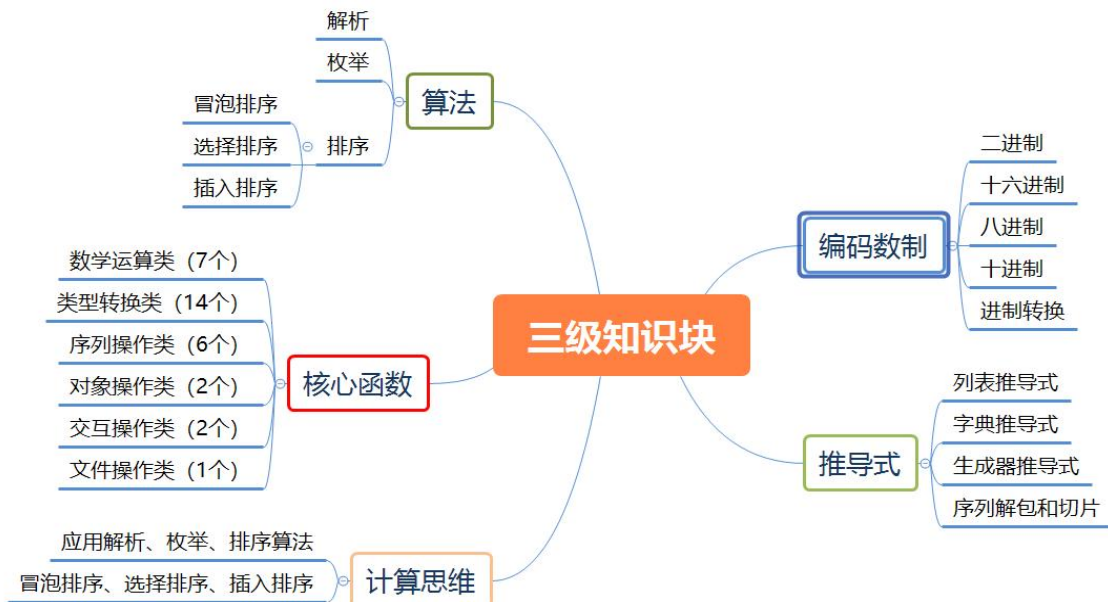 三级知识块
算法
解析
枚举
排序
冒泡排序
选择排序
插入排序
核心函数
数学运算类（7个）
类型转换类（14个）
序列操作类（6个）
对象操作类（2个）
交互操作类（2个）
文件操作类（1个）
计算思维
应用解析、枚举、排序算法
冒泡排序、选择排序、插入排序
编码数制
二进制
十六进制
八进制
十进制
进制转换
推导式
列表推导式
字典推导式
生成器推导式
序列解包和切片